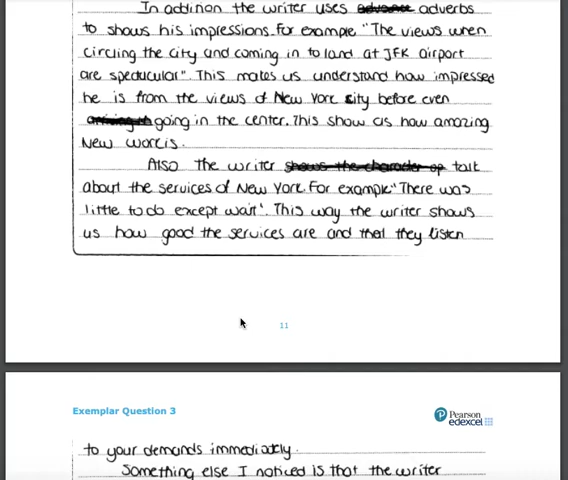 In addition the writer uses adverbs
to shows his impressions. For example "The views when
circling the city and coming in to land at JFK airport
are spectacular". This makes us understand how impressed
he is from the views of New York city before even
going in the center. This show us how amazing
New work is.
Also the writer shows the character op talk
about the services of New York. For example "There was
little to do except wait". This way the writer shows
us how good the services are and that they listen
11
Exemplar Question 3
Pearson
edexcel
to your demands immediately.
Something else I noticed is that the writer